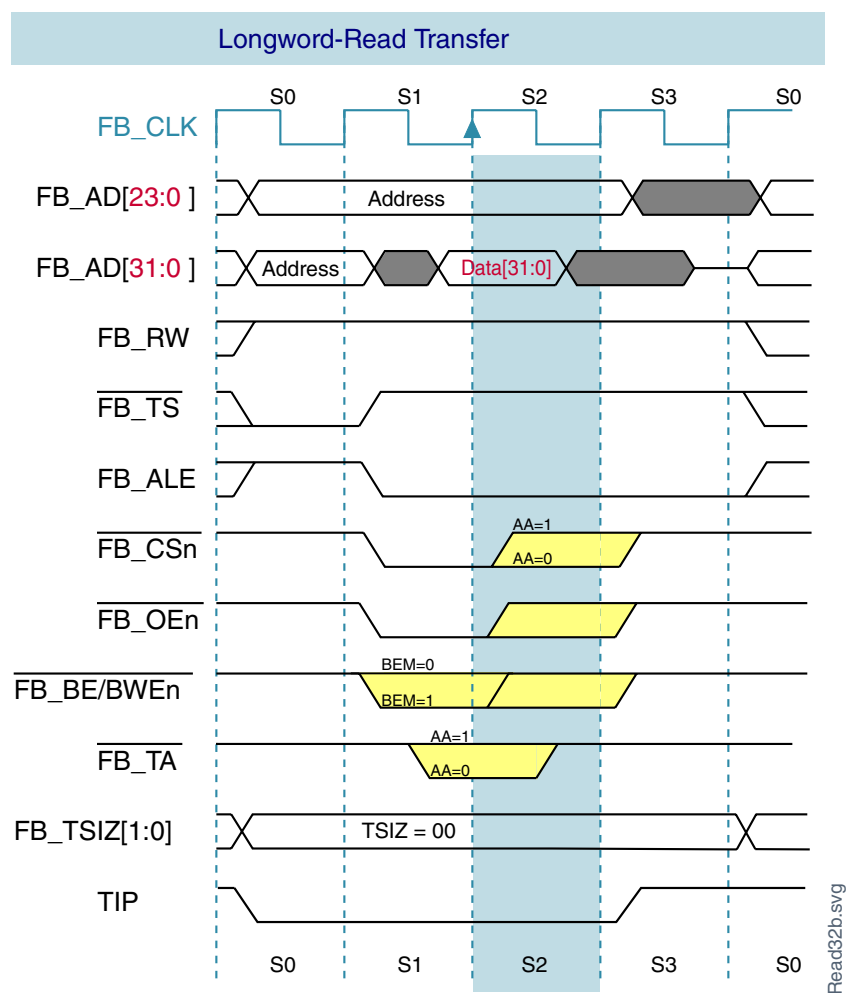 Longword-Read Transfer
S0 S1 S2 S3 S0
FB_CLK
FB_AD[23:0 ] Address
FB_AD[31:0 ] Address Data[31:0]
FB_RW
FB_TS
FB_ALE
AA=1
FB_CSn
AA=0
FB_OEn
BEM=0
FB_BE/BWEn
BEM=1
AA=1
FB_TA
AA=0
FB_TSIZ[1:0] TSIZ = 00
TIP
S0 S1 S2 S3 S0
Read32b.svg